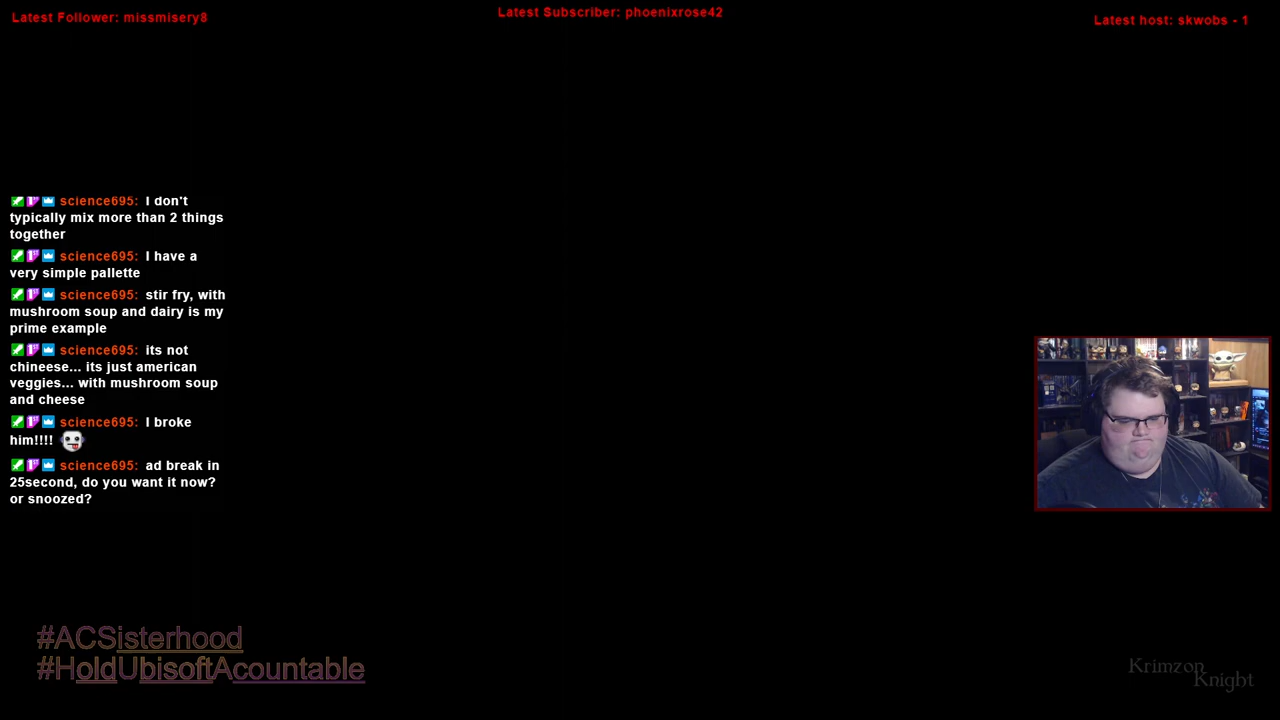 Latest Follower: missmisery8
Latest Subscriber: phoenixrose42
Latest host: skwobs - 1
science695: I don't
typically mix more than 2 things
together
science695: I have a
very simple pallette
science695: stir fry, with
mushroom soup and dairy is my
prime example
science695: its not
chineese... its just american
veggies... with mushroom soup
and cheese
science695: I broke
him!!!!
science695: ad break in
25second, do you want it now?
or snoozed?
#ACSisterhood
#HoldUbisoftAcountable
Krimzon
Knight